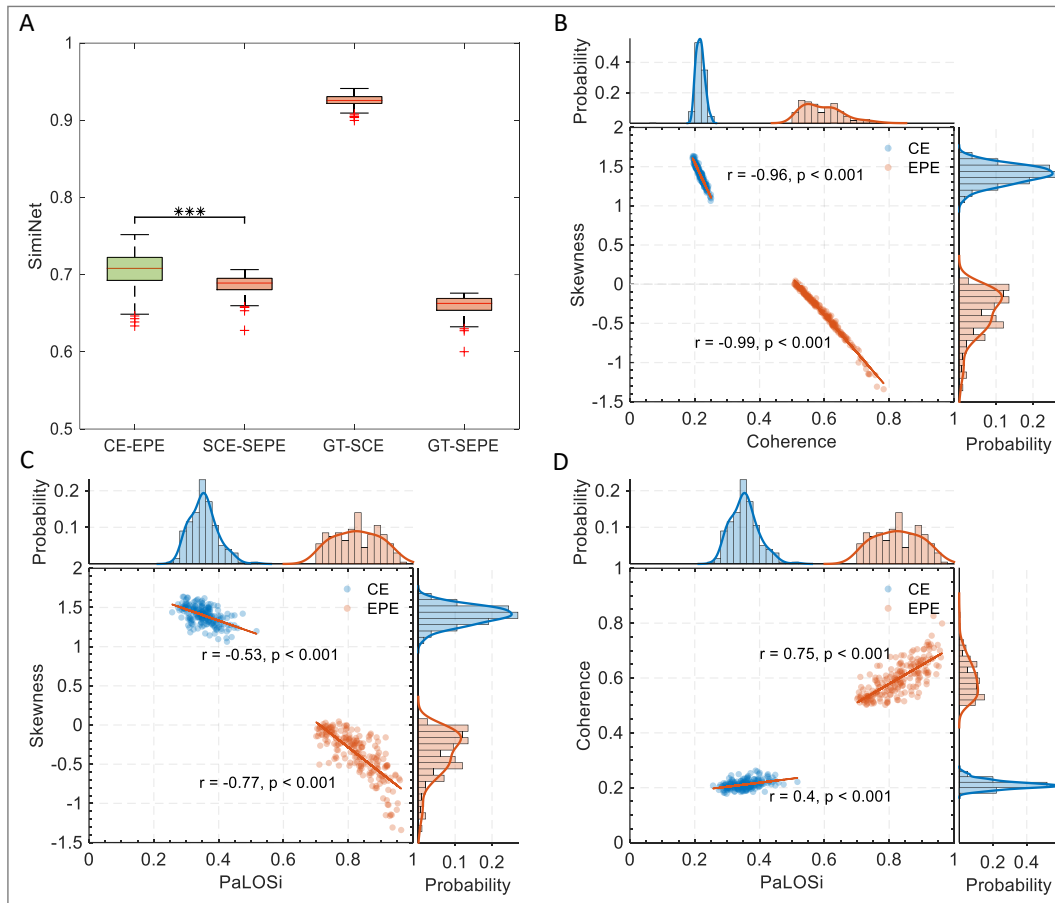 A
SimiNet
1
0.9
0.8
0.7
0.6
0.5
***
CE-EPE
SCE-SEPE
GT-SCE
GT-SEPE
B
Probability
0.4
0.2
Skewness
2
1.5
1
0.5
0
-0.5
-1
-1.5
CE
EPE
r = -0.96, p < 0.001
r = -0.99, p < 0.001
0 0.2 0.4 0.6 0.8 1
Coherence
0.1 0.2
Probability
C
Probability
0.2
0.1
Skewness
2
1.5
1
0.5
0
-0.5
-1
-1.5
CE
EPE
r = -0.53, p < 0.001
r = -0.77, p < 0.001
0 0.2 0.4 0.6 0.8 1
PaLOSi
0.1 0.2
Probability
D
Probability
0.2
0.1
Coherence
1
0.8
0.6
0.4
0.2
0
CE
EPE
r = 0.75, p < 0.001
r = 0.4, p < 0.001
0 0.2 0.4 0.6 0.8 1
PaLOSi
0.2 0.4
Probability